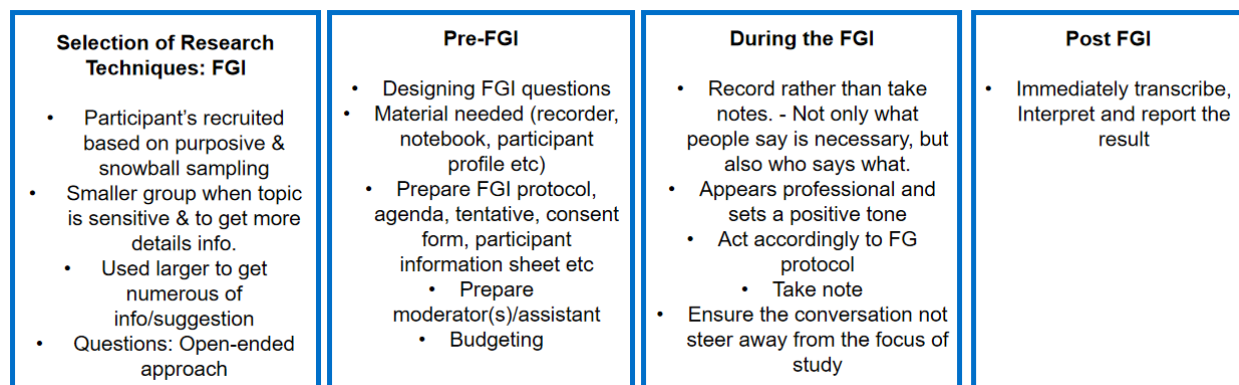 Selection of Research
Techniques: FGI
• Participant's recruited
based on purposive &
snowball sampling
• Smaller group when topic
is sensitive & to get more
details info.
• Used larger to get
numerous of
info/suggestion
• Questions: Open-ended
approach
Pre-FGI
• Designing FGI questions
• Material needed (recorder,
notebook, participant
profile etc)
• Prepare FGI protocol,
agenda, tentative, consent
form, participant
information sheet etc
• Prepare
moderator(s)/assistant
• Budgeting
During the FGI
• Record rather than take
notes. - Not only what
people say is necessary, but
also who says what.
• Appears professional and
sets a positive tone
• Act accordingly to FG
protocol
• Take note
• Ensure the conversation not
steer away from the focus of
study
Post FGI
• Immediately transcribe,
Interpret and report the
result